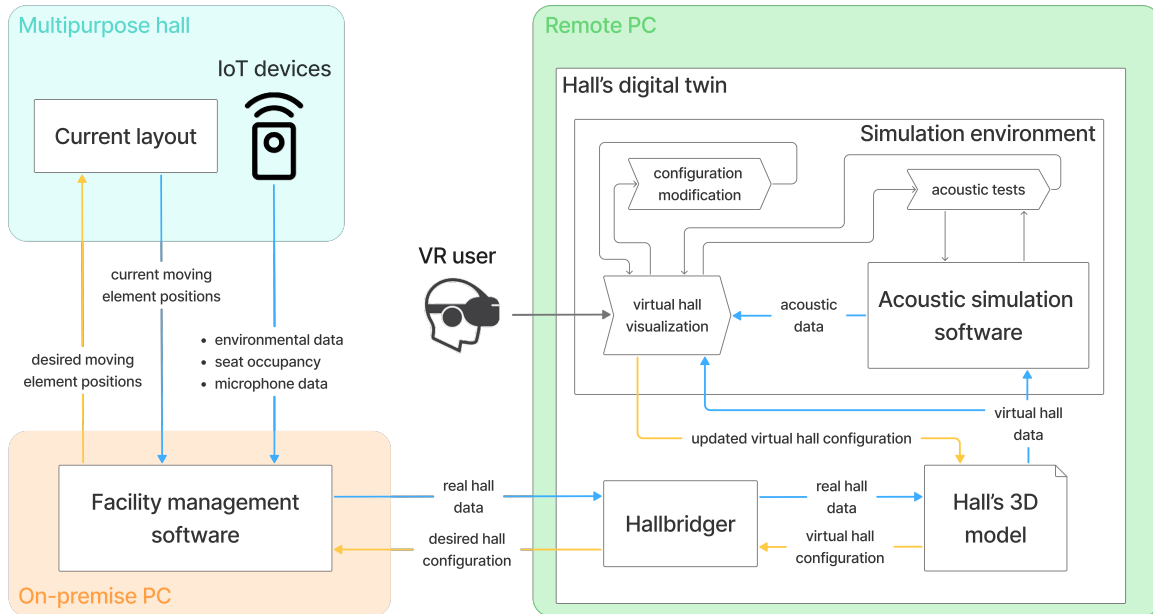 Multipurpose hall
IoT devices
Current layout
current moving
element positions
desired moving
element positions
• environmental data
• seat occupancy
• microphone data
Facility management
software
On-premise PC
real hall
data
desired hall
configuration
VR user
Remote PC
Hall's digital twin
Simulation environment
configuration
modification
acoustic tests
virtual hall
visualization
acoustic
data
Acoustic simulation
software
virtual hall
data
updated virtual hall configuration
Hallbridger
real hall
data
virtual hall
configuration
Hall's 3D
model